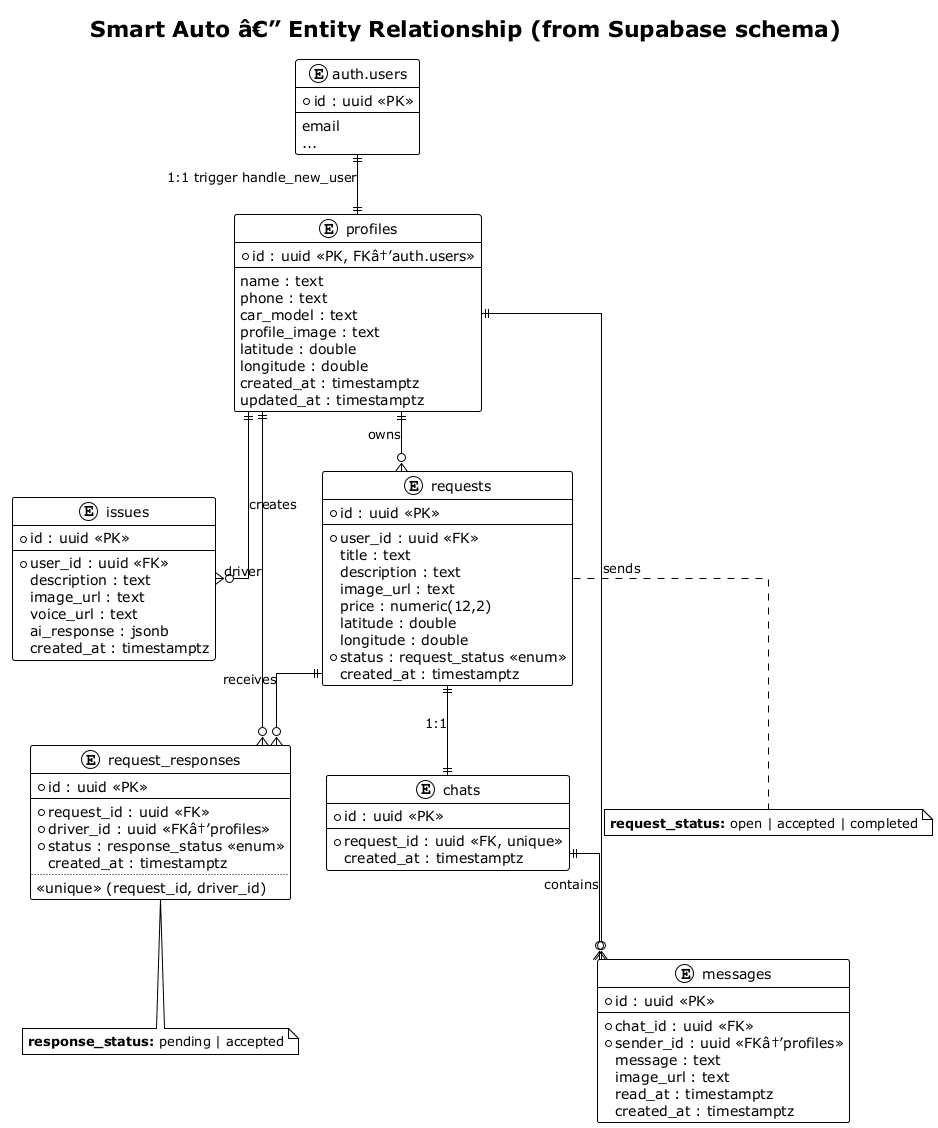 Smart Auto â€” Entity Relationship (from Supabase schema)
E auth.users
id : uuid «PK»
email
...
1:1 trigger handle_new_user
E profiles
id : uuid «PK, FKâ†’auth.users»
name : text
phone : text
car_model : text
profile_image : text
latitude : double
longitude : double
created_at : timestamptz
updated_at : timestamptz
owns
creates
driver
sends
receives
E issues
id : uuid «PK»
user_id : uuid «FK»
description : text
image_url : text
voice_url : text
ai_response : jsonb
created_at : timestamptz
E requests
id : uuid «PK»
user_id : uuid «FK»
title : text
description : text
image_url : text
price : numeric(12,2)
latitude : double
longitude : double
status : request_status «enum»
created_at : timestamptz
1:1
E request_responses
id : uuid «PK»
request_id : uuid «FK»
driver_id : uuid «FKâ†’profiles»
status : response_status «enum»
created_at : timestamptz
«unique» (request_id, driver_id)
E chats
id : uuid «PK»
request_id : uuid «FK, unique»
created_at : timestamptz
request_status: open | accepted | completed
contains
response_status: pending | accepted
E messages
id : uuid «PK»
chat_id : uuid «FK»
sender_id : uuid «FKâ†’profiles»
message : text
image_url : text
read_at : timestamptz
created_at : timestamptz